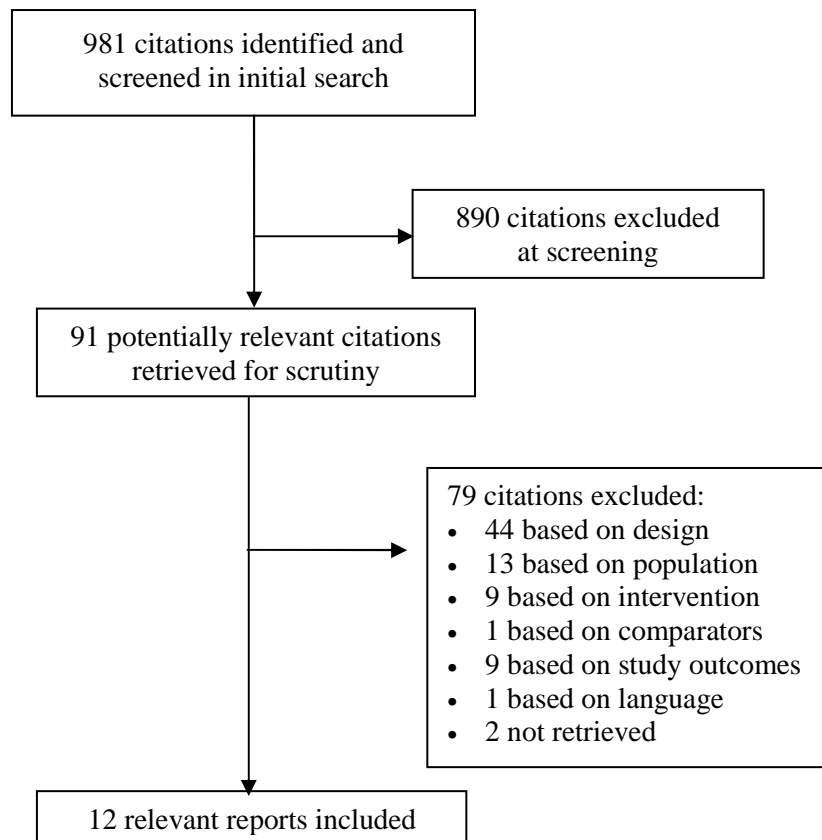 981 citations identified and
screened in initial search
890 citations excluded
at screening
91 potentially relevant citations
retrieved for scrutiny
79 citations excluded:
• 44 based on design
• 13 based on population
• 9 based on intervention
• 1 based on comparators
• 9 based on study outcomes
• 1 based on language
• 2 not retrieved
12 relevant reports included